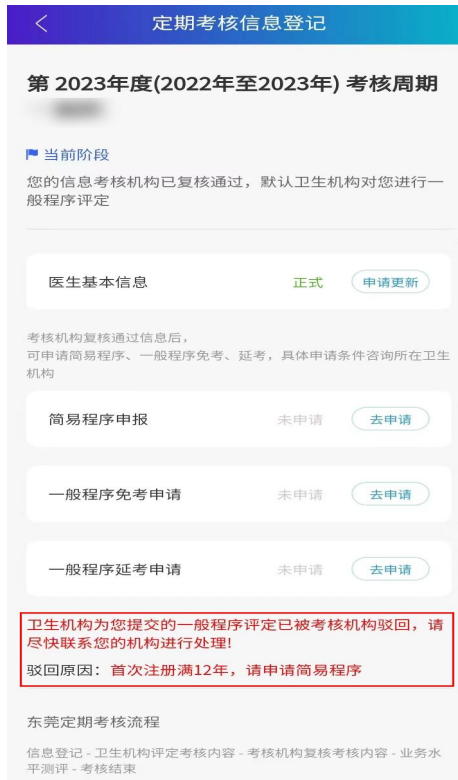 定期考核信息登记
第 2023年度(2022年至2023年) 考核周期
当前阶段
您的信息考核机构已复核通过，默认卫生机构对您进行一
般程序评定
医生基本信息 正式 申请更新
考核机构复核通过信息后，
可申请简易程序、一般程序免考、延考，具体申请条件咨询所在卫生
机构
简易程序申报 未申请 去申请
一般程序免考申请 未申请 去申请
一般程序延考申请 未申请 去申请
卫生机构为您提交的一般程序评定已被考核机构驳回，请
尽快联系您的机构进行处理!
驳回原因：首次注册满12年，请申请简易程序
东莞定期考核流程
信息登记 - 卫生机构评定考核内容 - 考核机构复核考核内容 - 业务水
平测评 - 考核结束